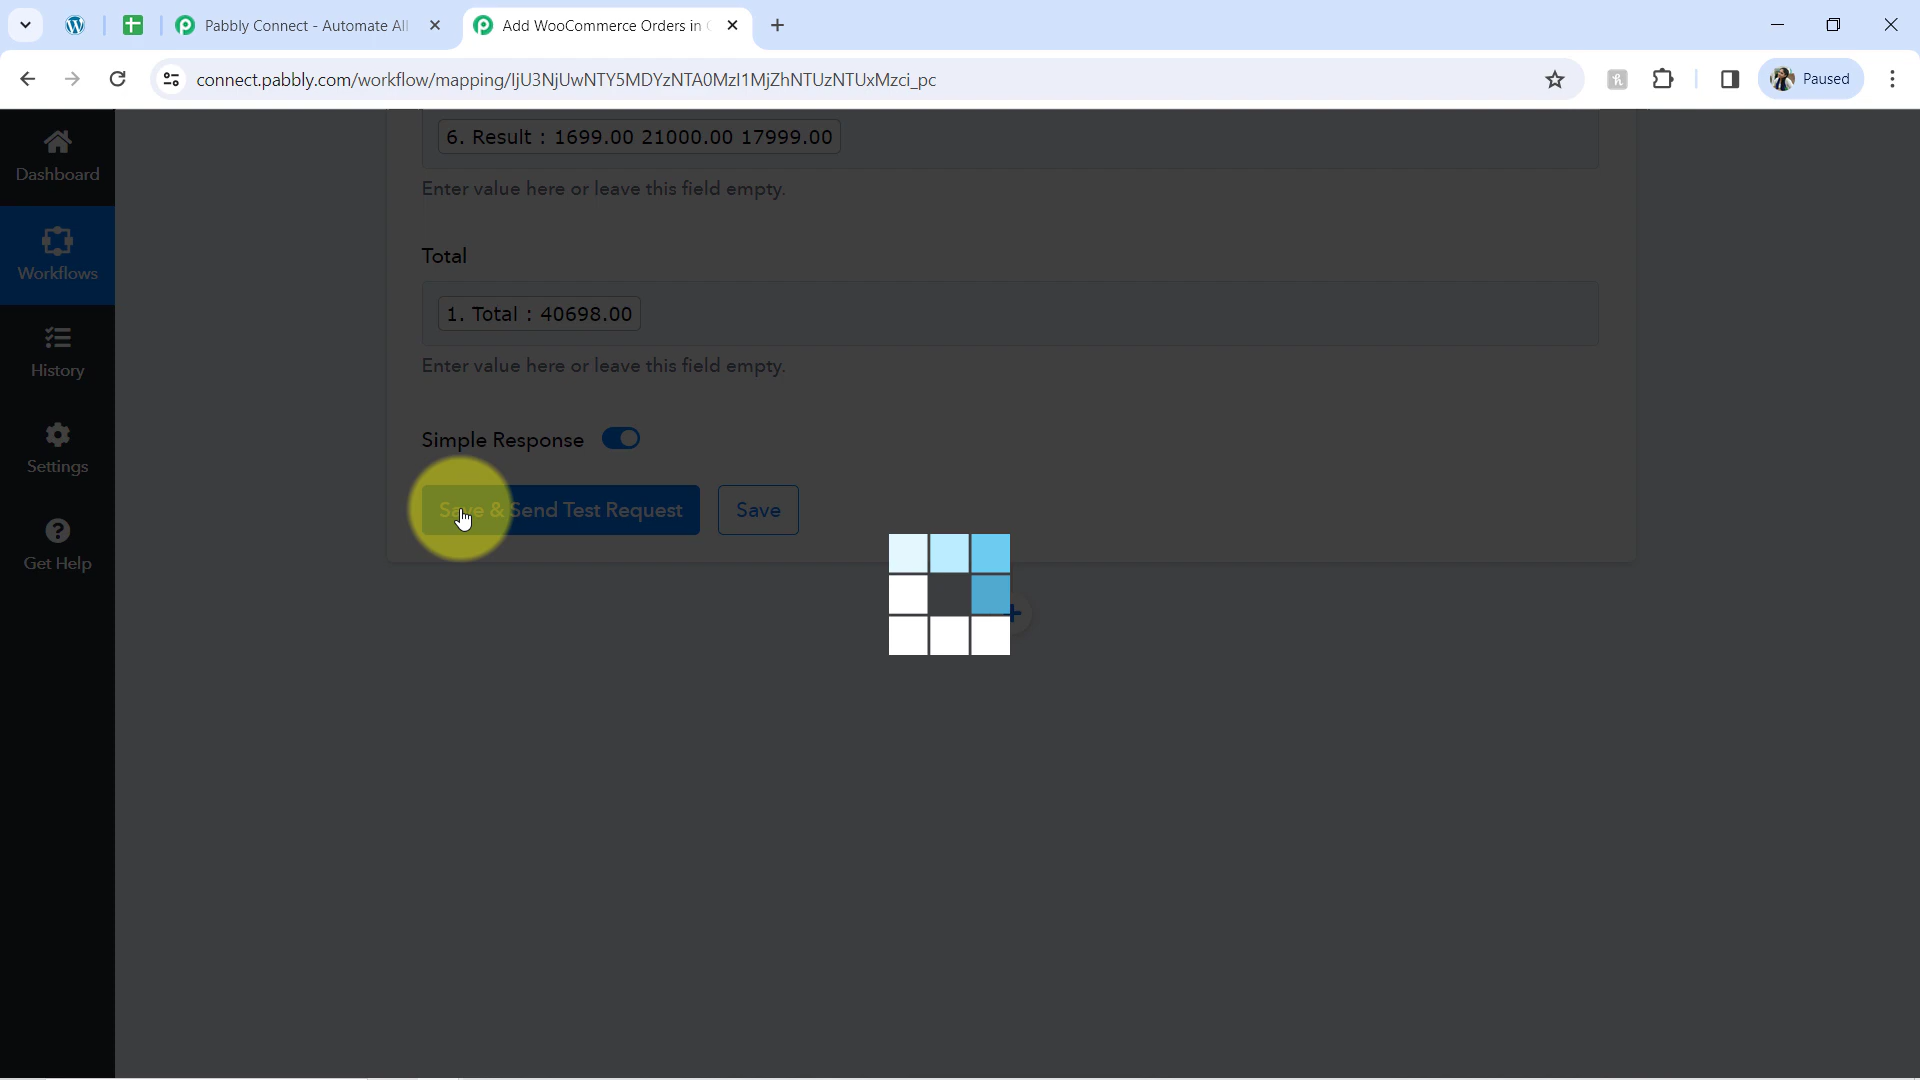 Pabbly Connect - Automate All
Add WooCommerce Orders in
connect.pabbly.com/workflow/mapping/IjU3NjUwNTY5MDYzNTA0MzI1MjZhNTUzNTUxMzci_pc
Paused
Dashboard
Workflows
History
Settings
Get Help
6. Result : 1699.00 21000.00 17999.00
Enter value here or leave this field empty.
Total
1. Total : 40698.00
Enter value here or leave this field empty.
Simple Response
Save & Send Test Request
Save